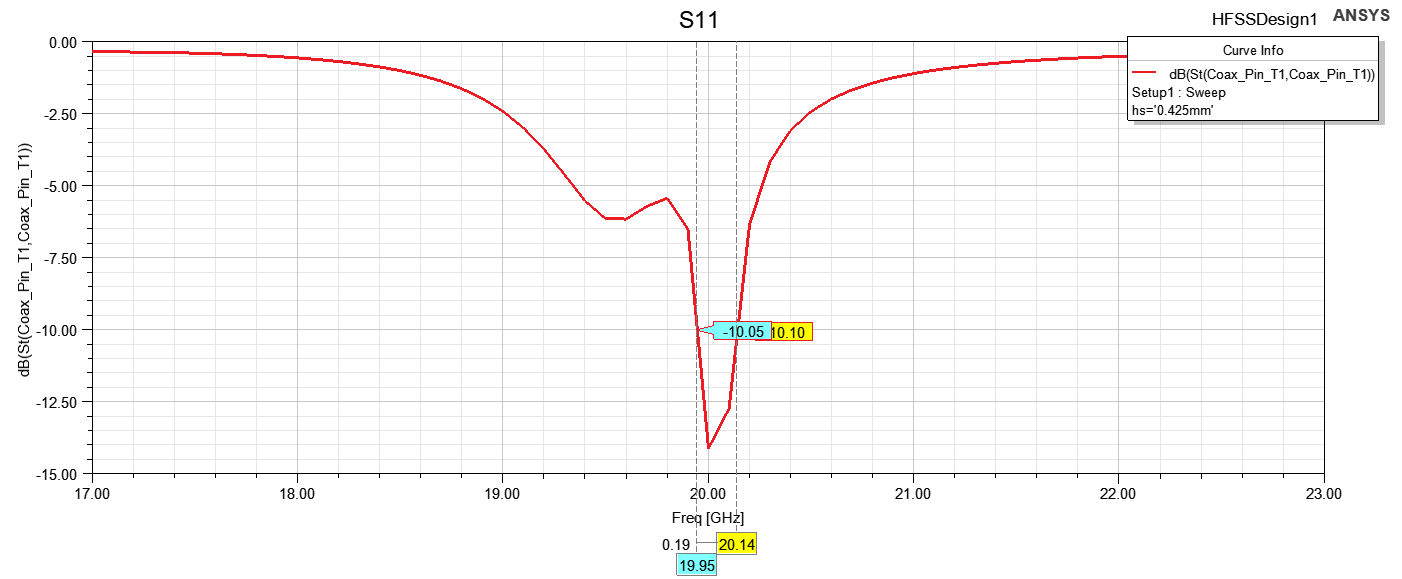 S11
HFSSDesign1
ANSYS
Curve Info
dB(St(Coax_Pin_T1,Coax_Pin_T1))
Setup1 : Sweep
hs='0.425mm'
dB(St(Coax_Pin_T1,Coax_Pin_T1))
0.00
-2.50
-5.00
-7.50
-10.00
-12.50
-15.00
-10.05
10.10
17.00 18.00 19.00 20.00 21.00 22.00 23.00
Freq [GHz]
0.19 20.14
19.95